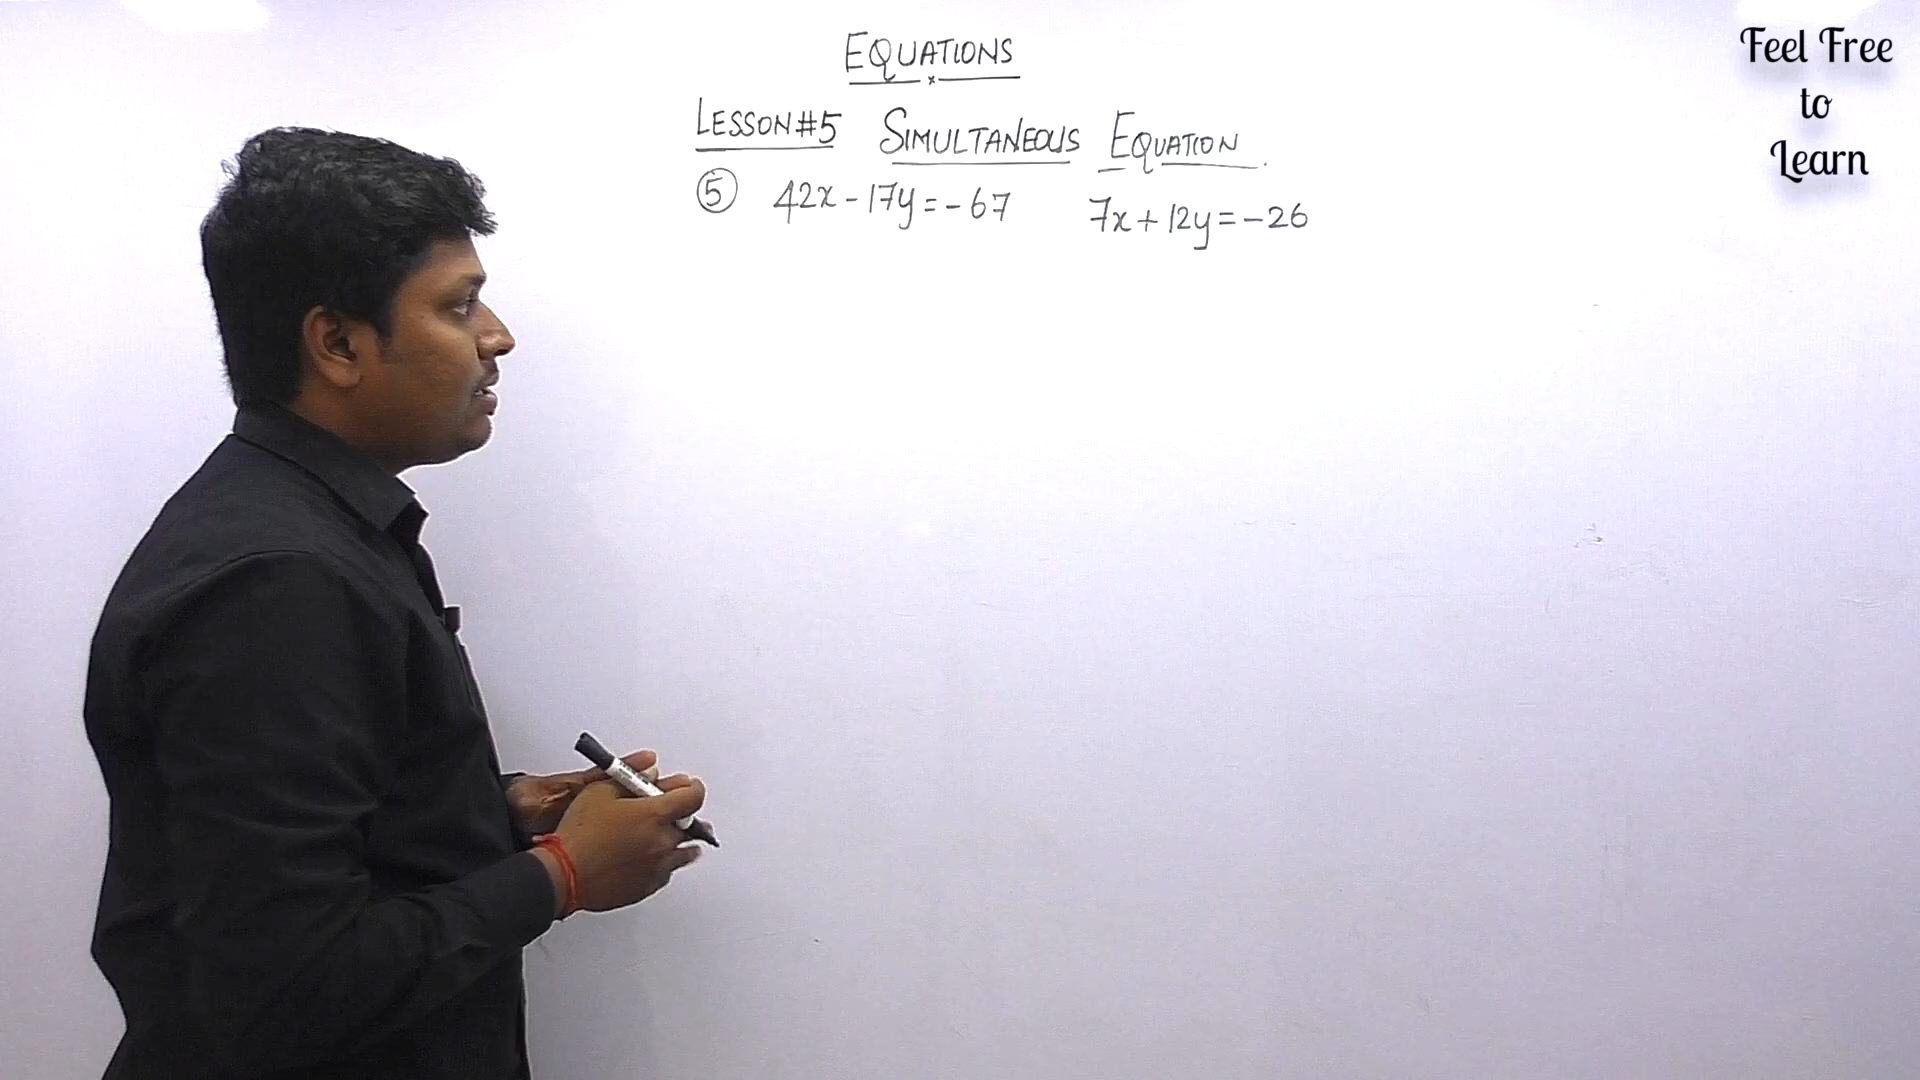 EQUATIONS
LESSON#5 SIMULTANEOUS EQUATION.
⑤ 42x - 17y = - 67 7x + 12y = - 26
Feel Free
to
Learn